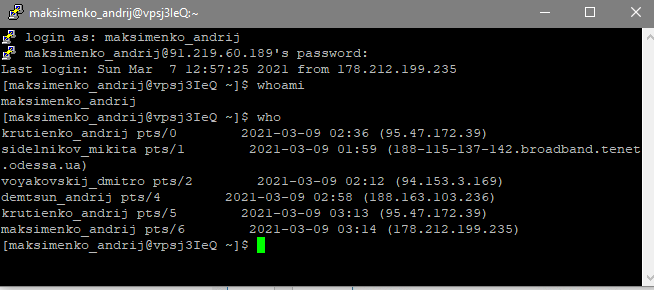 maksimenko_andrij@vpsj3IeQ:~
login as: maksimenko_andrij
maksimenko_andrij@91.219.60.189's password:
Last login: Sun Mar  7 12:57:25 2021 from 178.212.199.235
[maksimenko_andrij@vpsj3IeQ ~]$ whoami
maksimenko_andrij
[maksimenko_andrij@vpsj3IeQ ~]$ who
krutienko_andrij pts/0        2021-03-09 02:36 (95.47.172.39)
sidelnikov_mikita pts/1        2021-03-09 01:59 (188-115-137-142.broadband.tenet
.odessa.ua)
voyakovskij_dmitro pts/2        2021-03-09 02:12 (94.153.3.169)
demtsun_andrij pts/4        2021-03-09 02:58 (188.163.103.236)
krutienko_andrij pts/5        2021-03-09 03:13 (95.47.172.39)
maksimenko_andrij pts/6        2021-03-09 03:14 (178.212.199.235)
[maksimenko_andrij@vpsj3IeQ ~]$